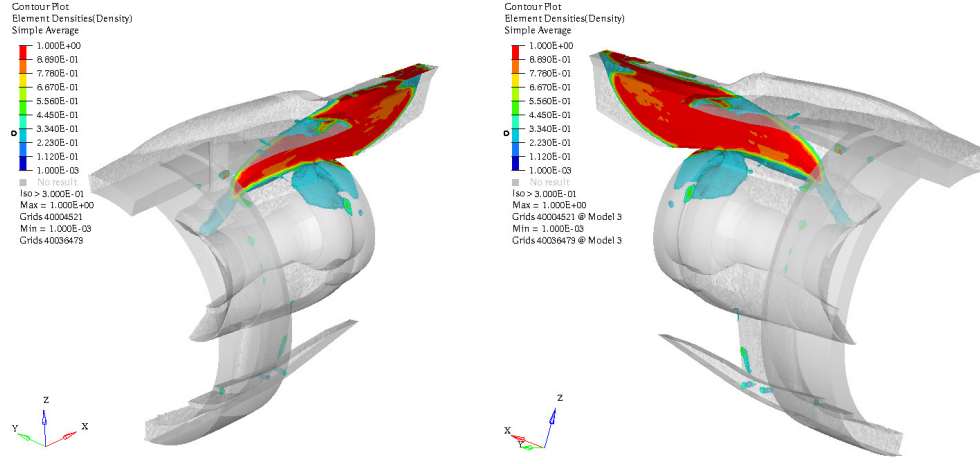 Contour Plot
Element Densities(Density)
Simple Average
1.000E+00
8.890E-01
7.780E-01
6.670E-01
5.560E-01
4.450E-01
3.340E-01
2.230E-01
1.120E-01
1.000E-03
No result
Iso > 3.000E-01
Max = 1.000E+00
Grids 40004521
Min = 1.000E-03
Grids 40036479
Z
Y
X
Contour Plot
Element Densities(Density)
Simple Average
1.000E+00
8.890E-01
7.780E-01
6.670E-01
5.560E-01
4.450E-01
3.340E-01
2.230E-01
1.120E-01
1.000E-03
No result
Iso > 3.000E-01
Max = 1.000E+00
Grids 40004521 @ Model 3
Min = 1.000E-03
Grids 40036479 @ Model 3
Z
X
Y